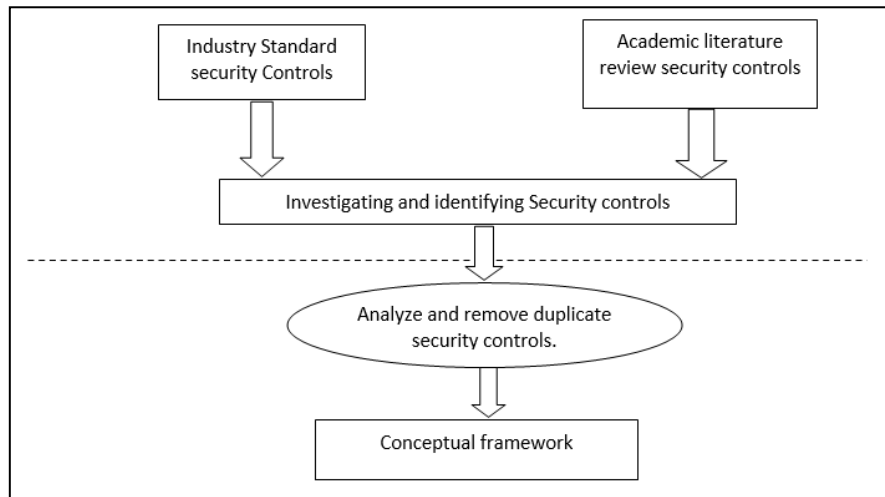 Industry Standard
security Controls
Academic literature
review security controls
Investigating and identifying Security controls
Analyze and remove duplicate
security controls.
Conceptual framework